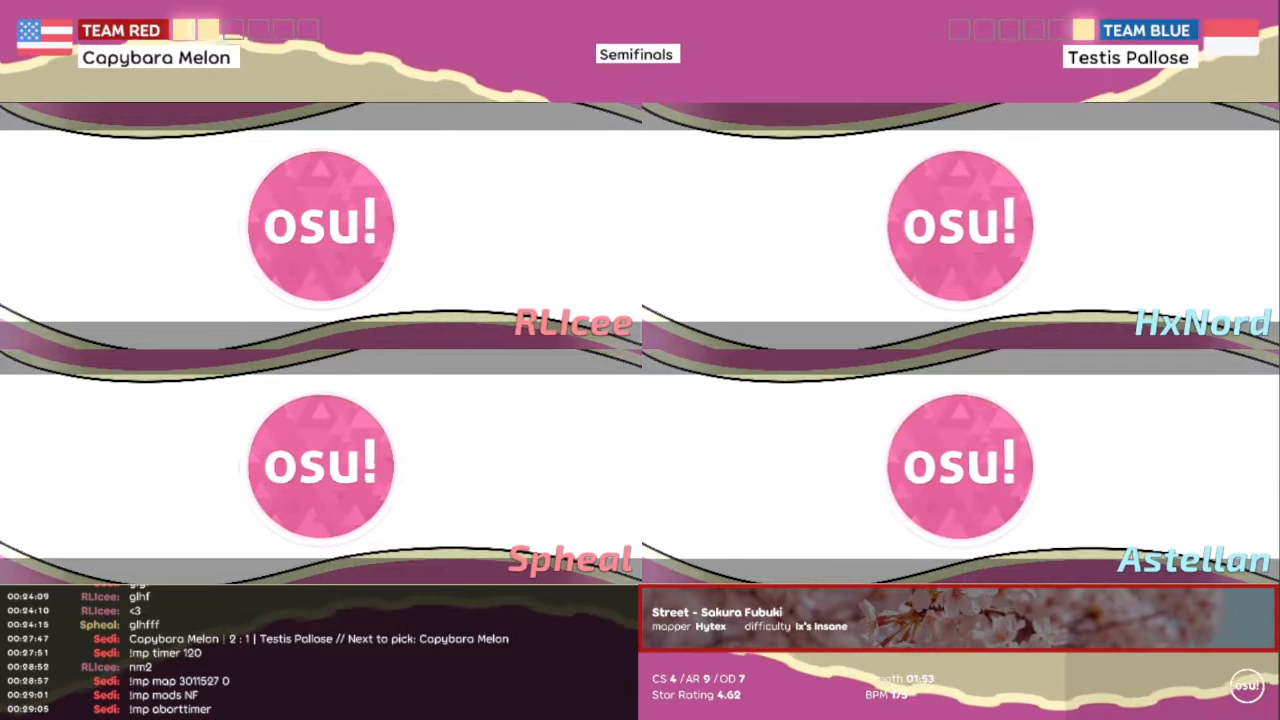 TEAM RED
TEAM BLUE
Capybara Melon
Semifinals
Testis Pallose
osu!
osu!
RLIcee
HxNord
osu!
osu!
Spheal
Astellan
00:24:09 RLIcee: glhf
00:24:10 RLIcee: <3
00:24:15 Spheal: glhfff
00:27:47 Sedi: Capybara Melon | 2 : 1 | Testis Pallose // Next to pick: Capybara Melon
00:27:51 Sedi: !mp timer 120
00:28:52 RLIcee: nm2
00:28:57 Sedi: !mp map 3011527 0
00:29:01 Sedi: !mp mods NF
00:29:05 Sedi: !mp aborttimer
Street - Sakura Fubuki
mapper Hytex difficulty Ix's Insane
CS 4 / AR 9 / OD 7
01:53
Star Rating 4.62
BPM 175
osu!